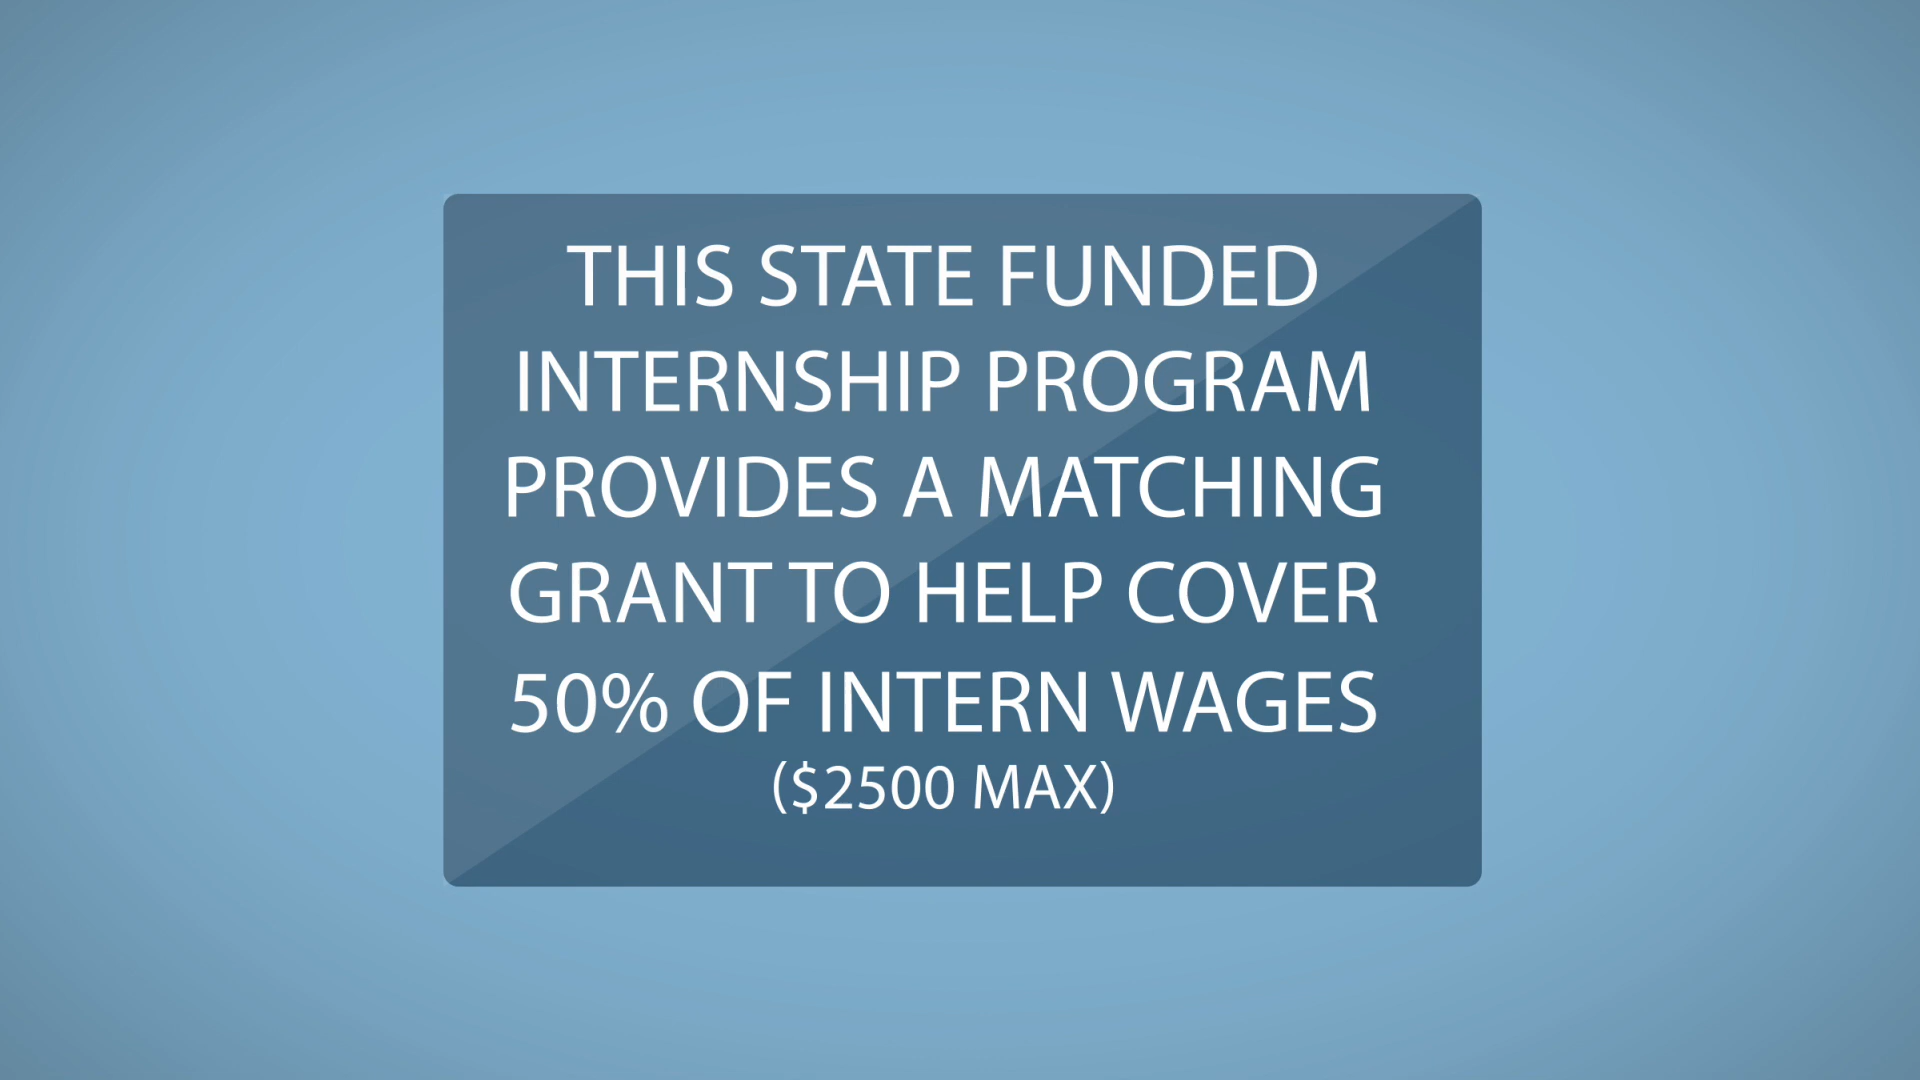 THIS STATE FUNDED
INTERNSHIP PROGRAM
PROVIDES A MATCHING
GRANT TO HELP COVER
50% OF INTERN WAGES
($2500 MAX)